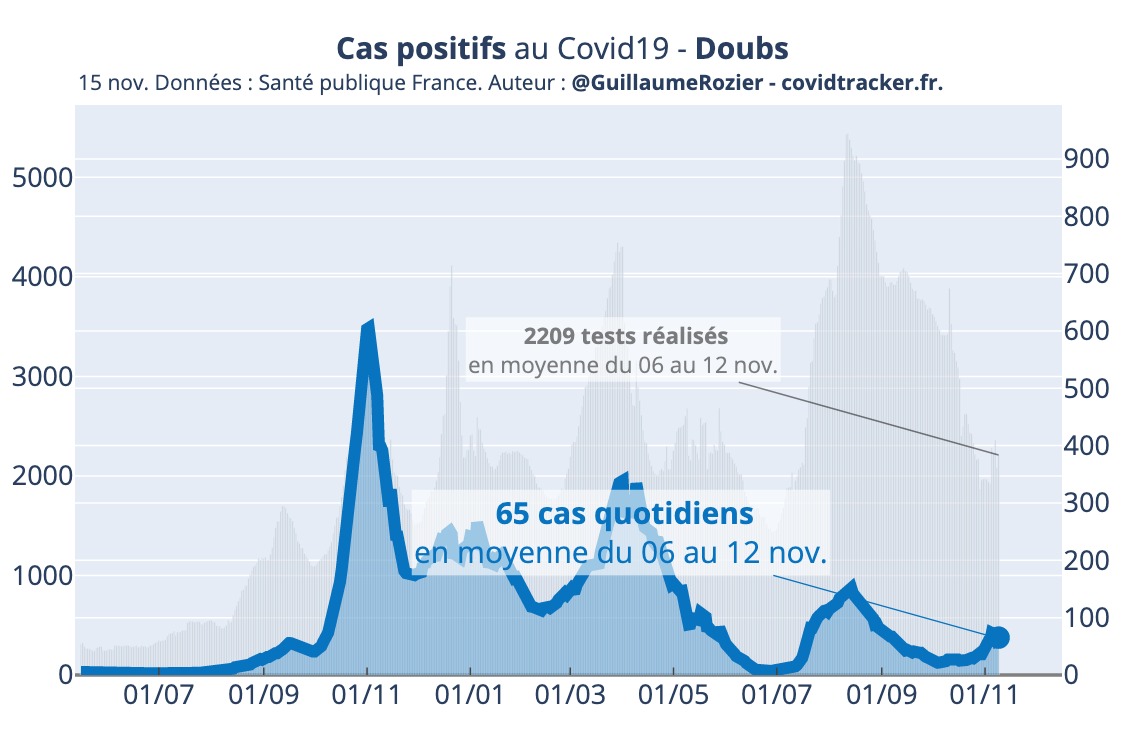 Cas positifs au Covid19 - Doubs
15 nov. Données : Santé publique France. Auteur : @GuillaumeRozier - covidtracker.fr.
5000
4000
3000
2000
1000
0
900
800
700
600
500
400
300
200
100
0
2209 tests réalisés
en moyenne du 06 au 12 nov.
65 cas quotidiens
en moyenne du 06 au 12 nov.
01/07 01/09 01/11 01/01 01/03 01/05 01/07 01/09 01/11